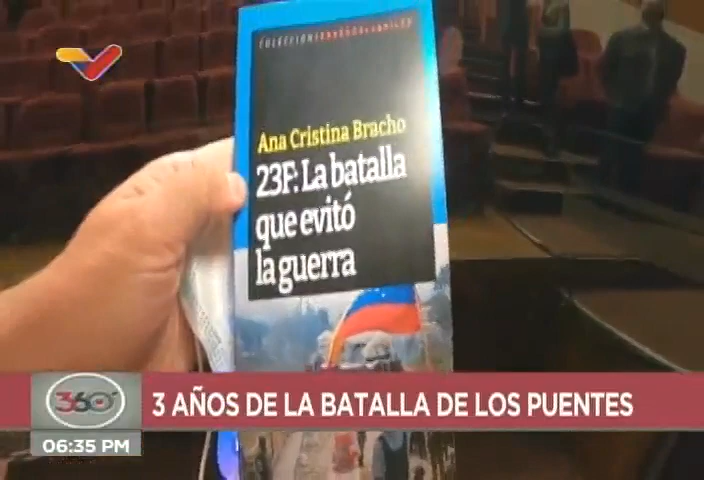 COLECCIÓN
Ana Cristina Bracho
23F: La batalla
que evitó
la guerra
360°
3 AÑOS DE LA BATALLA DE LOS PUENTES
06:35 PM